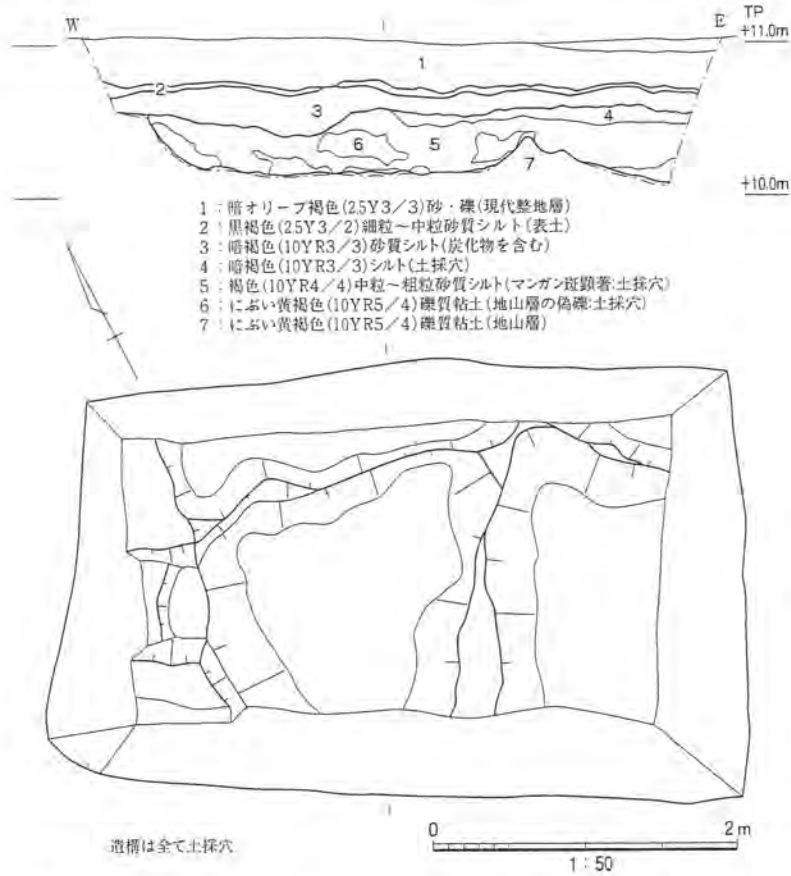 W
E
TP
+11.0m
1
2
3
4
5
6
7
+10.0m
1：暗オリーブ褐色(2.5Y3/3)砂・礫(現代整地層)
2：黒褐色(2.5Y3/2)細粒～中粒砂質シルト(表土)
3：暗褐色(10YR3/3)砂質シルト(炭化物を含む)
4：暗褐色(10YR3/3)シルト(土採穴)
5：褐色(10YR4/4)中粒～粗粒砂質シルト(マンガン斑顕著:土採穴)
6：にぶい黄褐色(10YR5/4)礫質粘土(地山層の偽礫:土採穴)
7：にぶい黄褐色(10YR5/4)礫質粘土(地山層)
遺構は全て土採穴
0
2m
1：50